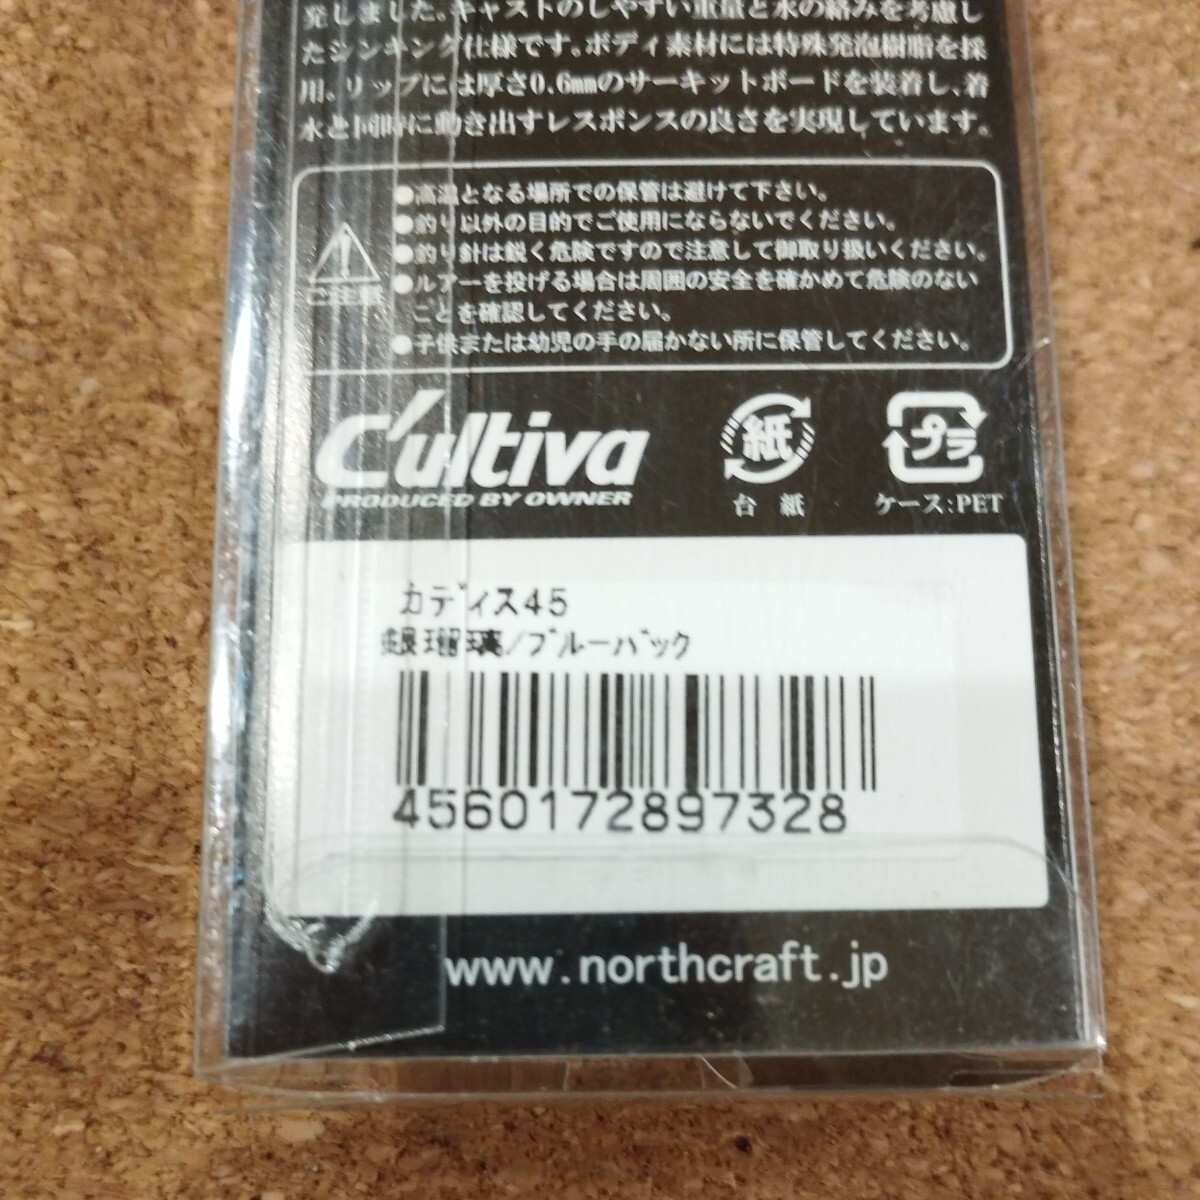 発しました。キャストのしやすい重量と水の絡みを考慮し
たシンキング仕様です。ボディ素材には特殊発泡樹脂を採
用。リップには厚さ0.6mmのサーキットボードを装着し、着
水と同時に動き出すレスポンスの良さを実現しています。
●高温となる場所での保管は避けて下さい。
●釣り以外の目的でご使用にならないでください。
●釣り針は鋭く危険ですので注意して御取り扱いください。
●ルアーを投げる場合は周囲の安全を確かめて危険のない
ことを確認してください。
●子供または幼児の手の届かない所に保管してください。
ご注意
C'ultiva
PRODUCED BY OWNER
紙
台紙
プラ
ケース:PET
カディス45
銀瑠璃/ブルーバック
4560172897328
www.northcraft.jp